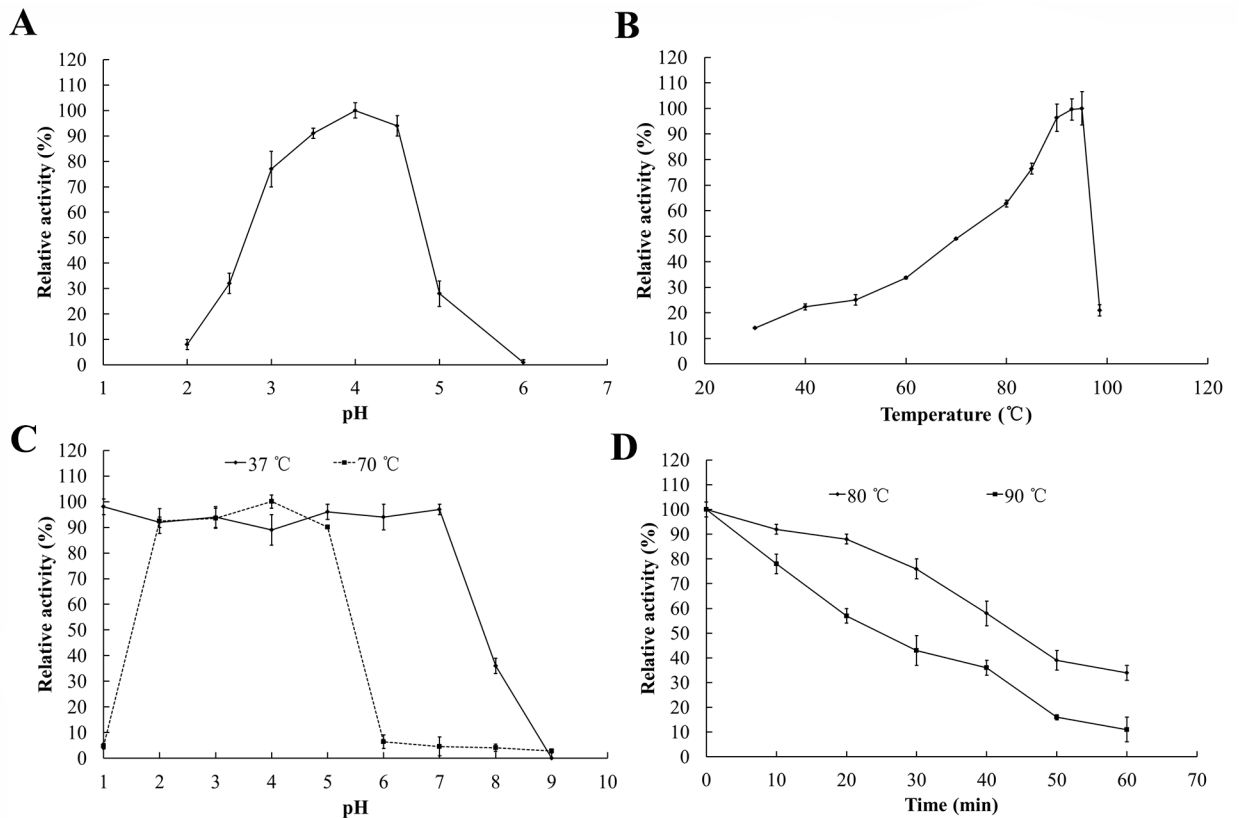 A
120
110
100
90
80
70
60
50
40
30
20
10
0
Relative activity (%)
1 2 3 4 5 6 7
pH
B
120
110
100
90
80
70
60
50
40
30
20
10
0
Relative activity (%)
20 40 60 80 100 120
Temperature (℃)
C
37 ℃ 70 ℃
120
110
100
90
80
70
60
50
40
30
20
10
0
Relative activity (%)
1 2 3 4 5 6 7 8 9 10
pH
D
80 ℃ 90 ℃
120
110
100
90
80
70
60
50
40
30
20
10
0
Relative activity (%)
0 10 20 30 40 50 60 70
Time (min)